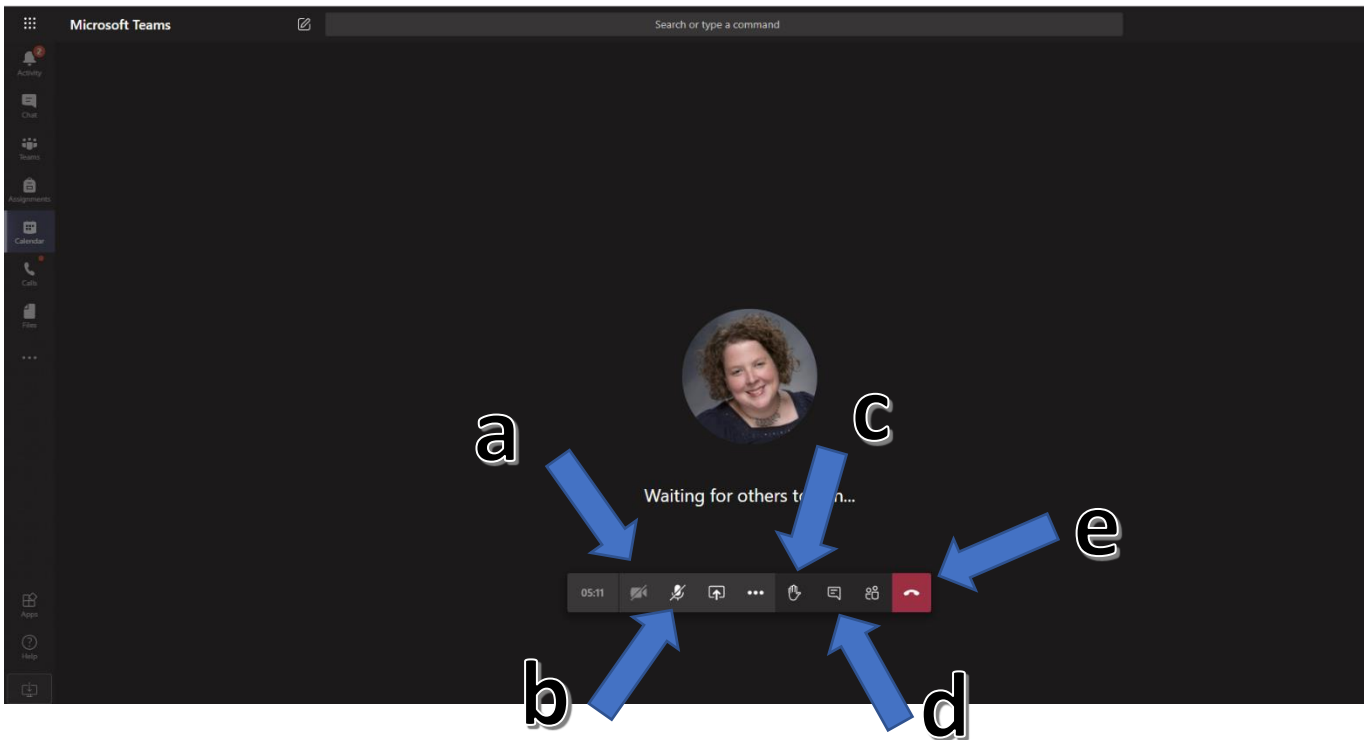 Microsoft Teams
Search or type a command
2
Activity
Chat
Teams
Assignments
Calendar
Calls
Files
Apps
Help
a
c
Waiting for others t n...
e
05:11
b
d